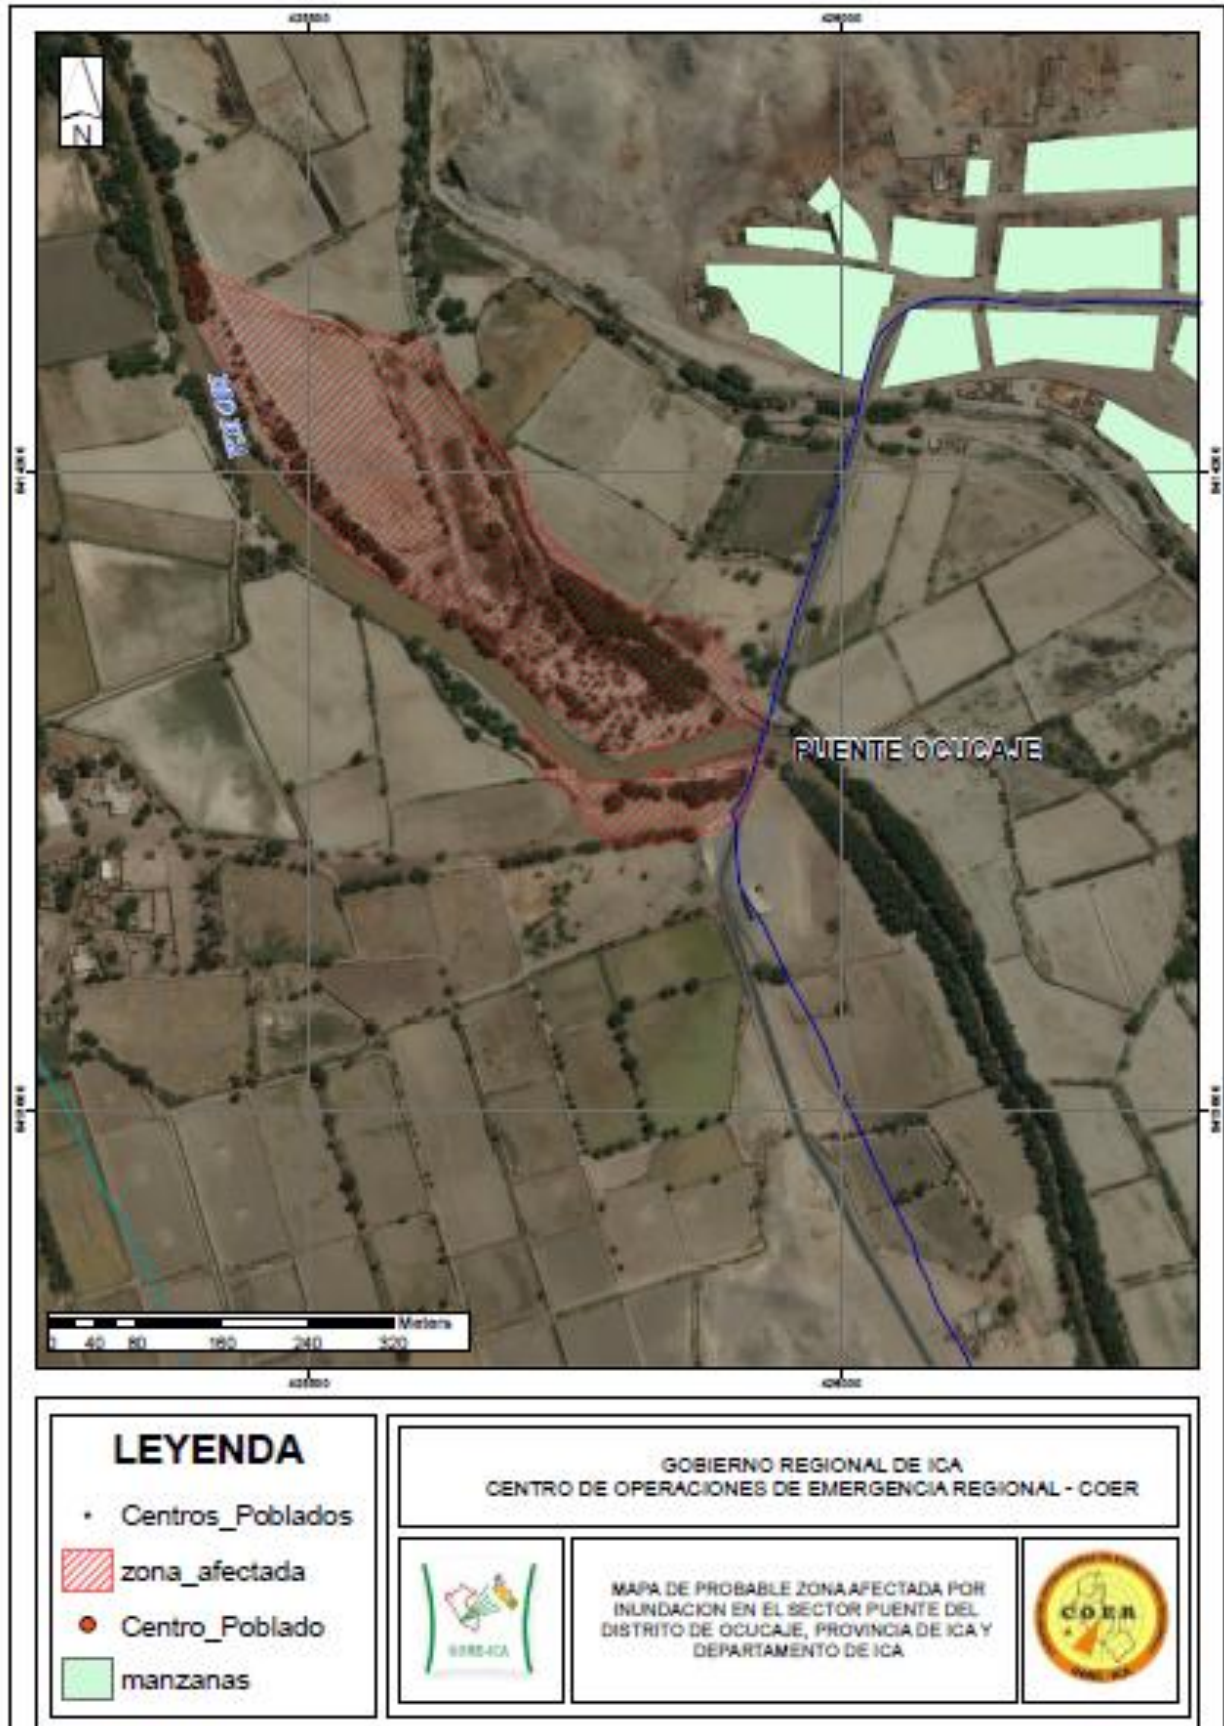 N
RIO ICA
PUENTE OCUCAJE
Meters
0 40 80 160 240 320
LEYENDA
Centros_Poblados
zona_afectada
Centro_Poblado
manzanas
GOBIERNO REGIONAL DE ICA
CENTRO DE OPERACIONES DE EMERGENCIA REGIONAL - COER
GORE-ICA
MAPA DE PROBABLE ZONA AFECTADA POR
INUNDACION EN EL SECTOR PUENTE DEL
DISTRITO DE OCUCAJE, PROVINCIA DE ICA Y
DEPARTAMENTO DE ICA
COER